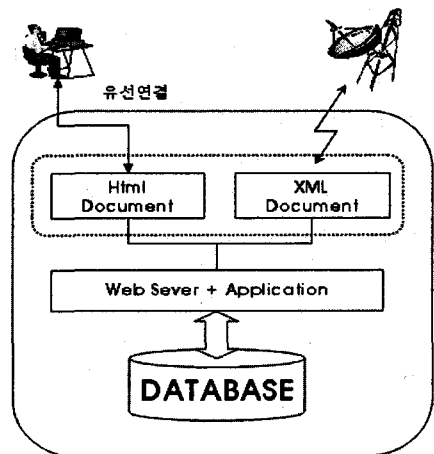 유선연결
Html
Document
XML
Document
Web Sever + Application
DATABASE